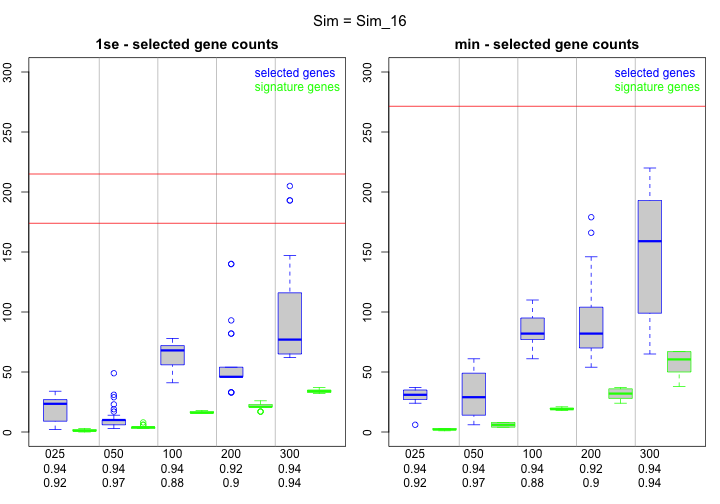 Sim = Sim_16
1se - selected gene counts
selected genes
signature genes
300
250
200
150
100
50
0
025 050 100 200 300
0.94 0.94 0.94 0.92 0.94
0.92 0.97 0.88 0.9 0.94
min - selected gene counts
selected genes
signature genes
300
250
200
150
100
50
0
025 050 100 200 300
0.94 0.94 0.94 0.92 0.94
0.92 0.97 0.88 0.9 0.94